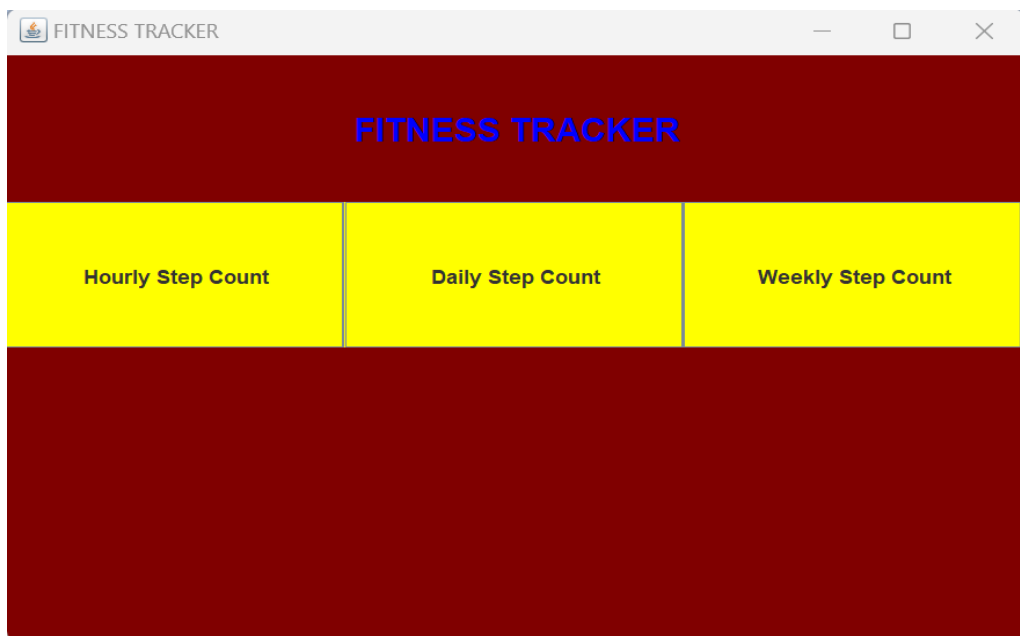 FITNESS TRACKER
FITNESS TRACKER
Hourly Step Count
Daily Step Count
Weekly Step Count